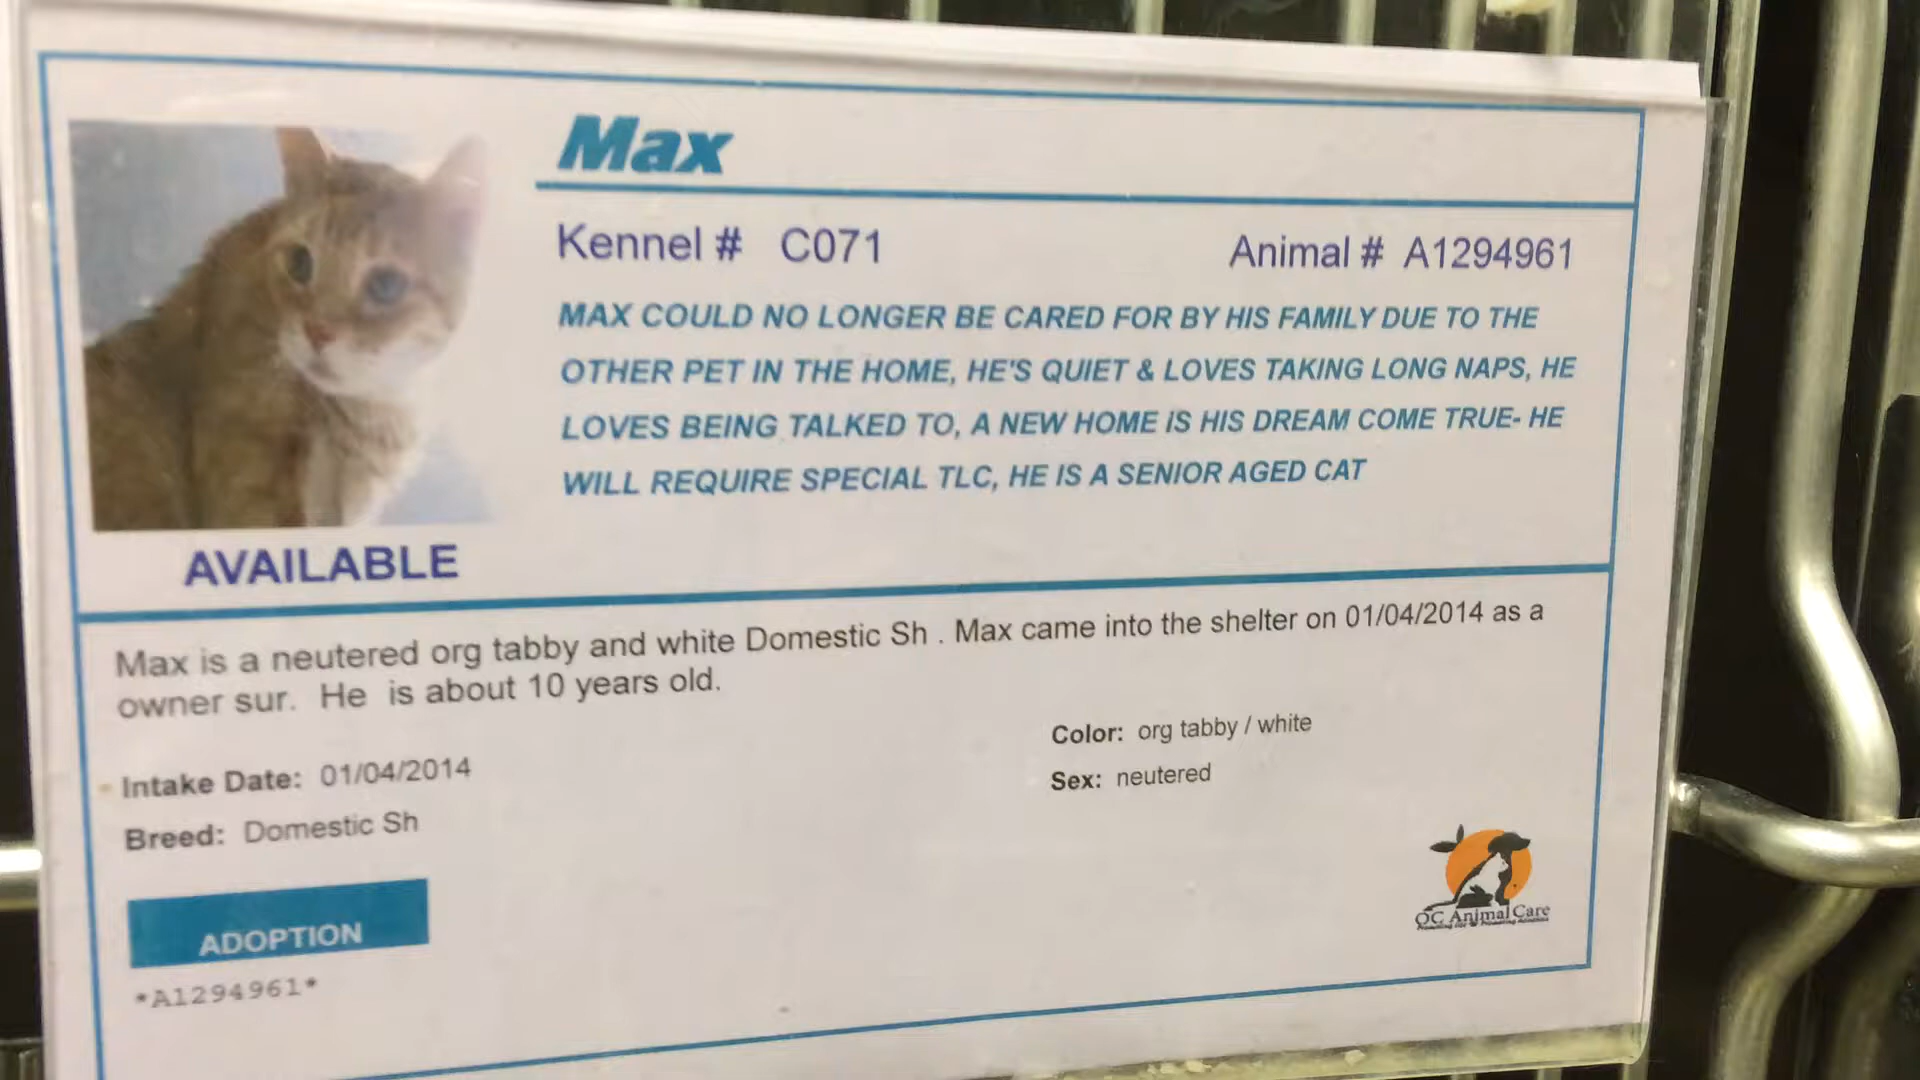 Max
Kennel # C071 Animal # A1294961
MAX COULD NO LONGER BE CARED FOR BY HIS FAMILY DUE TO THE
OTHER PET IN THE HOME, HE'S QUIET & LOVES TAKING LONG NAPS, HE
LOVES BEING TALKED TO, A NEW HOME IS HIS DREAM COME TRUE- HE
WILL REQUIRE SPECIAL TLC, HE IS A SENIOR AGED CAT
AVAILABLE
Max is a neutered org tabby and white Domestic Sh . Max came into the shelter on 01/04/2014 as a
owner sur. He is about 10 years old.
Intake Date: 01/04/2014
Breed: Domestic Sh
Color: org tabby / white
Sex: neutered
ADOPTION
*A1294961*
OC Animal Care